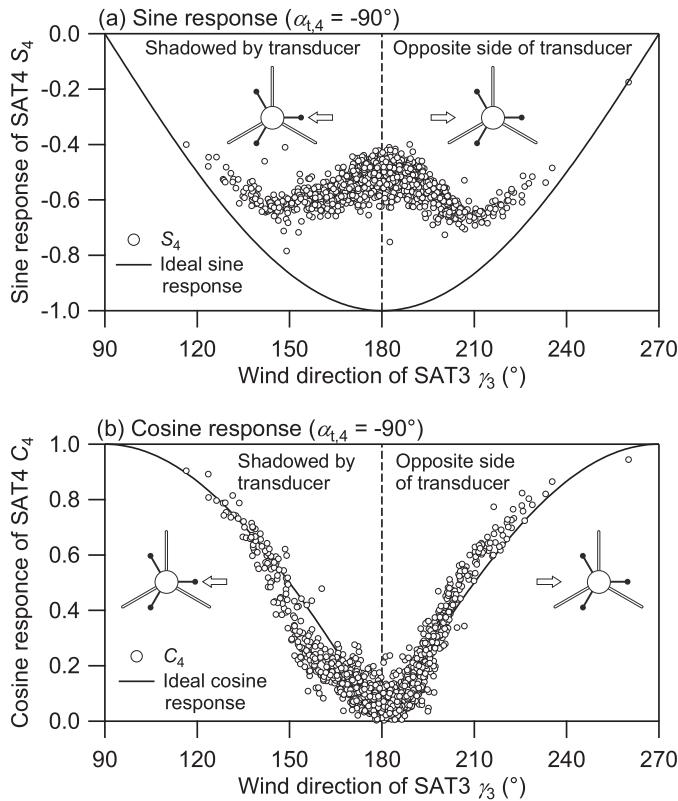 (a) Sine response (αt,4 = -90°)
0.0
Shadowed by transducer
Opposite side of transducer
-0.2
-0.4
-0.6
-0.8
-1.0
Sine response of SAT4 S4
S4
Ideal sine
response
90
120
150
180
210
240
270
Wind direction of SAT3 γ3 (°)
(b) Cosine response (αt,4 = -90°)
1.0
Shadowed by
transducer
Opposite side
of transducer
0.8
0.6
0.4
0.2
0.0
Cosine responce of SAT4 C4
C4
Ideal cosine
response
90
120
150
180
210
240
270
Wind direction of SAT3 γ3 (°)